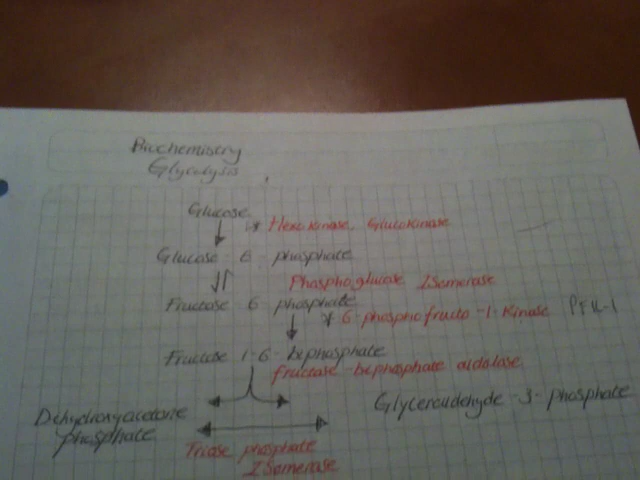 Biochemistry
Glycolysis
Glucose
Hexokinase, Glucokinase
Glucose 6 phosphate
Phosphoglucose Isomerase
Fructose 6 phosphate
6-phosphofructo-1-Kinase PFK-1
Fructose 1-6-biphosphate
fructose-biphosphate aldolase
Dehydroxyacetone
phosphate
Glyceraudehyde-3-phosphate
Triose phosphate
Isomerase